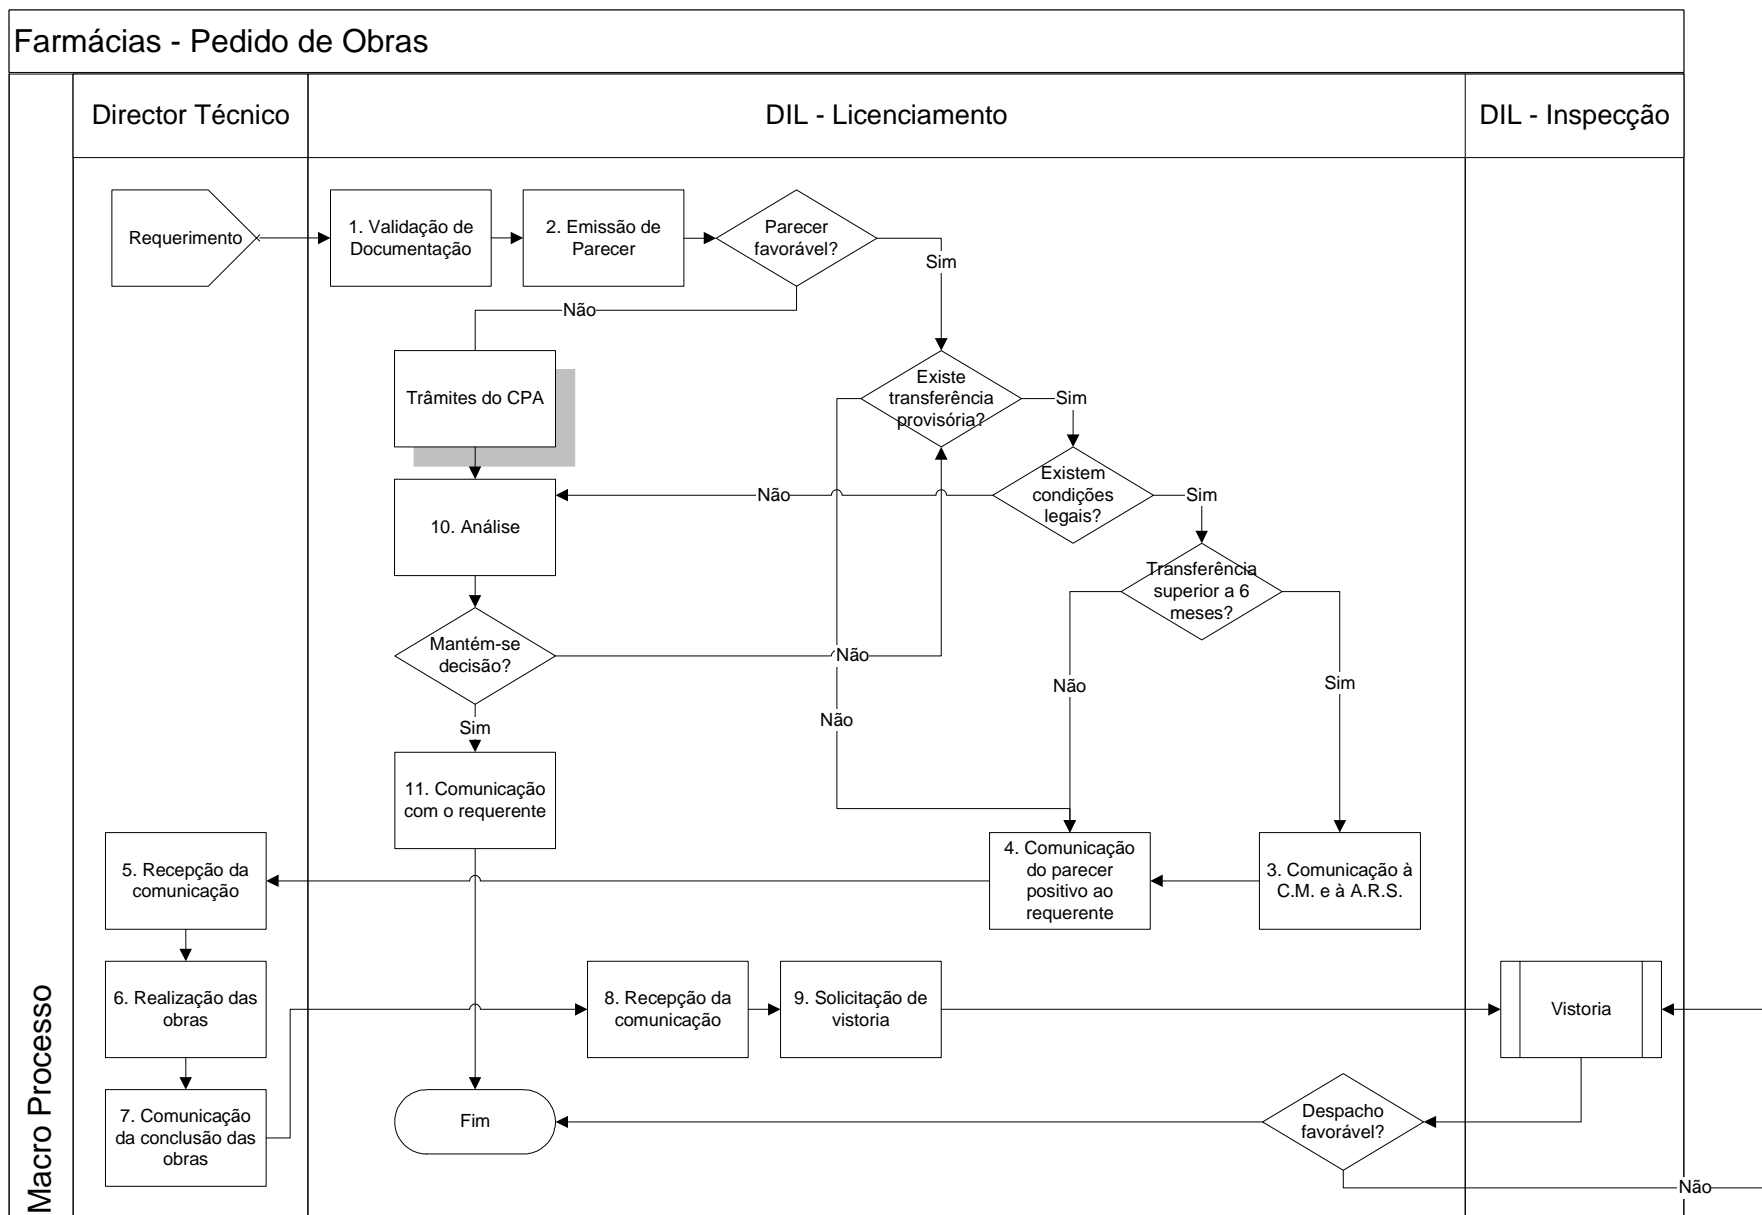 Farmácias - Pedido de Obras
Director Técnico
DIL - Licenciamento
DIL - Inspecção
Macro Processo
Requerimento
1. Validação de
Documentação
2. Emissão de
Parecer
Parecer
favorável?
Sim
Não
Trâmites do CPA
Existe
transferência
provisória?
Sim
Existem
condições
legais?
Não
Sim
10. Análise
Transferência
superior a 6
meses?
Mantém-se
decisão?
Não
Não
Sim
Sim
Não
11. Comunicação
com o requerente
5. Recepção da
comunicação
4. Comunicação
do parecer
positivo ao
requerente
3. Comunicação à
C.M. e à A.R.S.
6. Realização das
obras
8. Recepção da
comunicação
9. Solicitação de
vistoria
Vistoria
7. Comunicação
da conclusão das
obras
Fim
Despacho
favorável?
Não